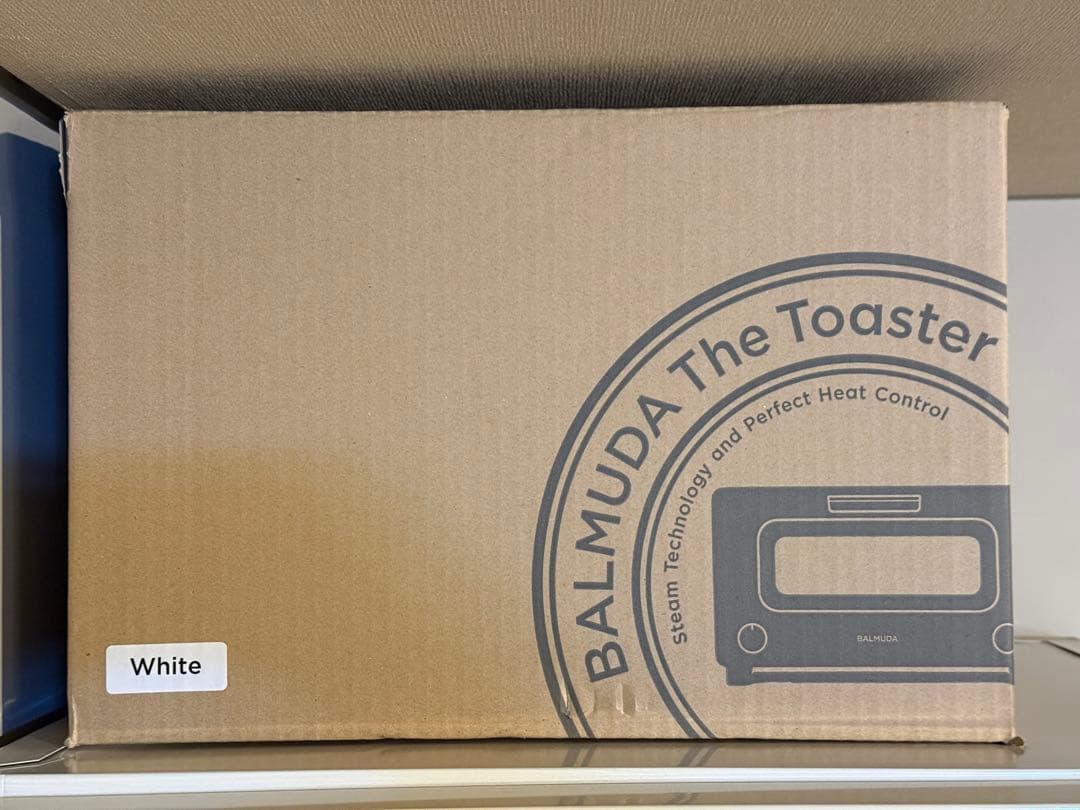 BALMUDA The Toaster
Steam Technology and Perfect Heat Control
BALMUDA
White